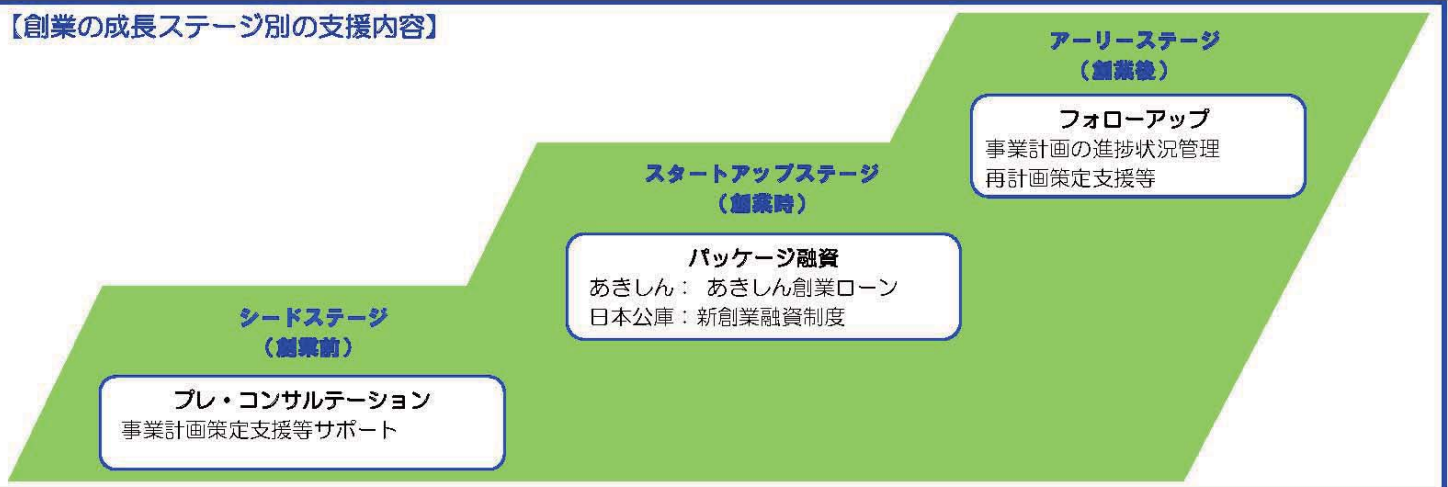 【創業の成長ステージ別の支援内容】
アーリーステージ
（創業後）
フォローアップ
事業計画の進捗状況管理
再計画策定支援等
スタートアップステージ
（創業時）
パッケージ融資
あきしん： あきしん創業ローン
日本公庫：新創業融資制度
シードステージ
（創業前）
プレ・コンサルテーション
事業計画策定支援等サポート